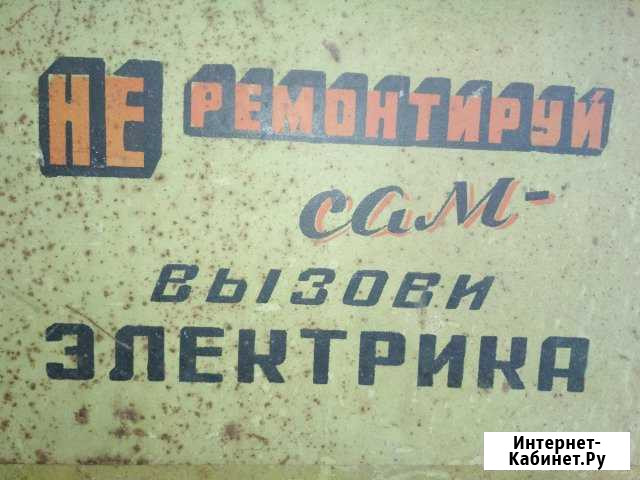 НЕ РЕМОНТИРУЙ
сам-
ВЫЗОВИ
ЭЛЕКТРИКА
Интернет-
Кабинет.Ру